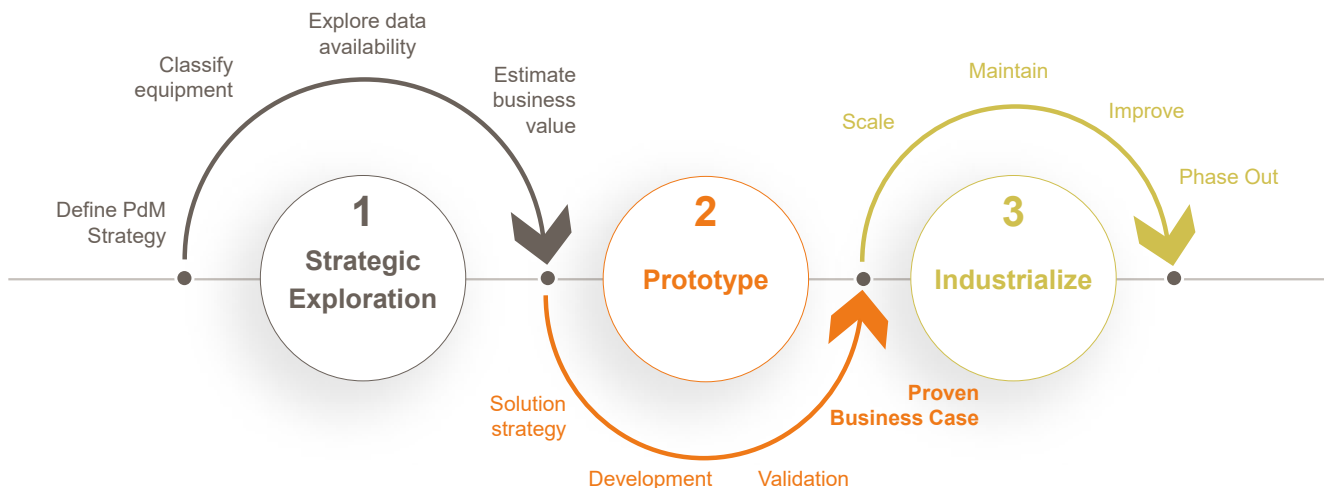 Define PdM
Strategy
Classify
equipment
Explore data
availability
Estimate
business
value
1
Strategic
Exploration
Solution
strategy
Development
Validation
Proven
Business Case
2
Prototype
Scale
Maintain
Improve
Phase Out
3
Industrialize